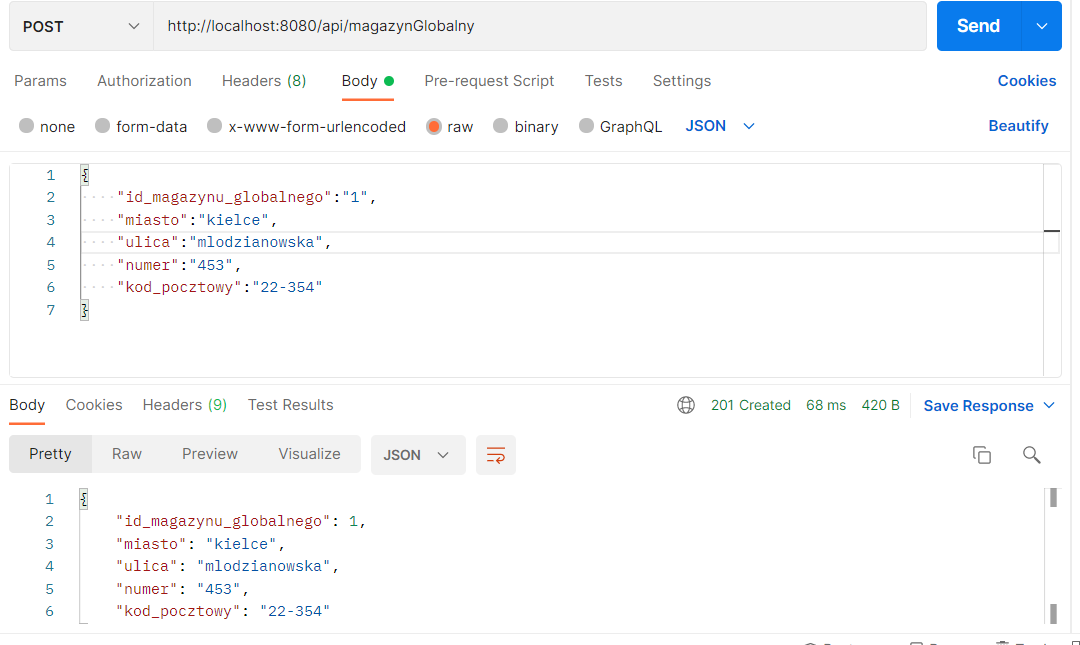 POST http://localhost:8080/api/magazynGlobalny Send
Params Authorization Headers (8) Body Pre-request Script Tests Settings Cookies
none form-data x-www-form-urlencoded raw binary GraphQL JSON Beautify
1 {
2 "id_magazynu_globalnego":"1",
3 "miasto":"kielce",
4 "ulica":"mlodzianowska",
5 "numer":"453",
6 "kod_pocztowy":"22-354"
7 }
Body Cookies Headers (9) Test Results 201 Created 68 ms 420 B Save Response
Pretty Raw Preview Visualize JSON
1 {
2 "id_magazynu_globalnego": 1,
3 "miasto": "kielce",
4 "ulica": "mlodzianowska",
5 "numer": "453",
6 "kod_pocztowy": "22-354"